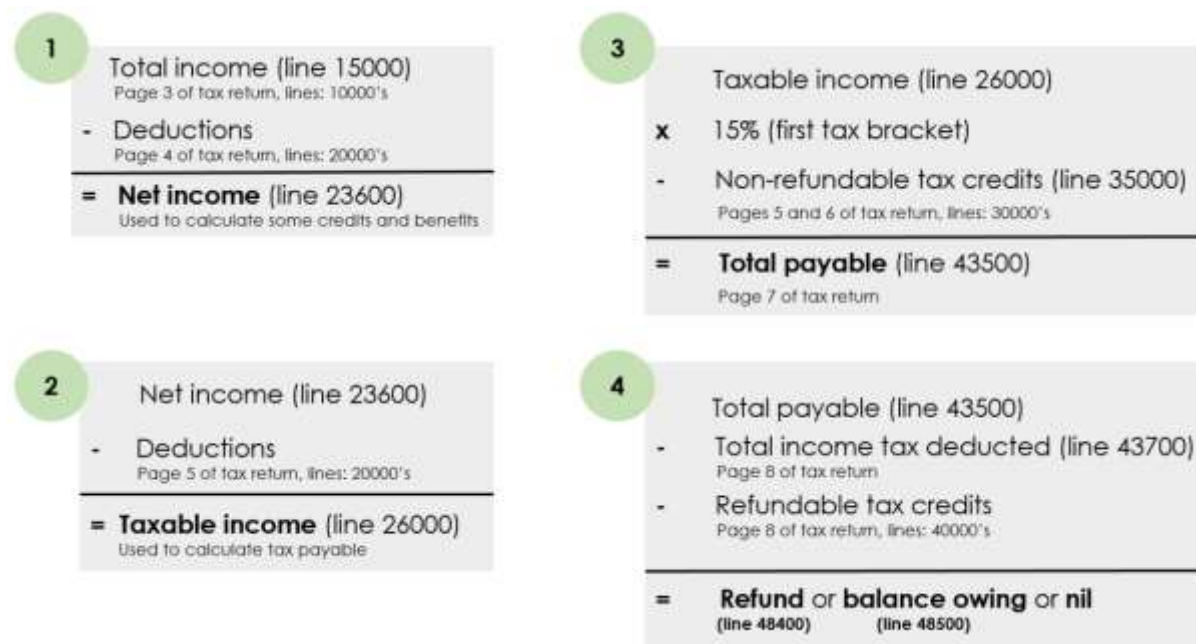 1
Total income (line 15000)
Page 3 of tax return, lines: 10000's
- Deductions
Page 4 of tax return, lines: 20000's
= Net income (line 23600)
Used to calculate some credits and benefits
2
Net income (line 23600)
- Deductions
Page 5 of tax return, lines: 20000's
= Taxable income (line 26000)
Used to calculate tax payable
3
Taxable income (line 26000)
x 15% (first tax bracket)
- Non-refundable tax credits (line 35000)
Pages 5 and 6 of tax return, lines: 30000's
= Total payable (line 43500)
Page 7 of tax return
4
Total payable (line 43500)
- Total income tax deducted (line 43700)
Page 8 of tax return
- Refundable tax credits
Page 8 of tax return, lines: 40000's
= Refund or balance owing or nil
(line 48400) (line 48500)